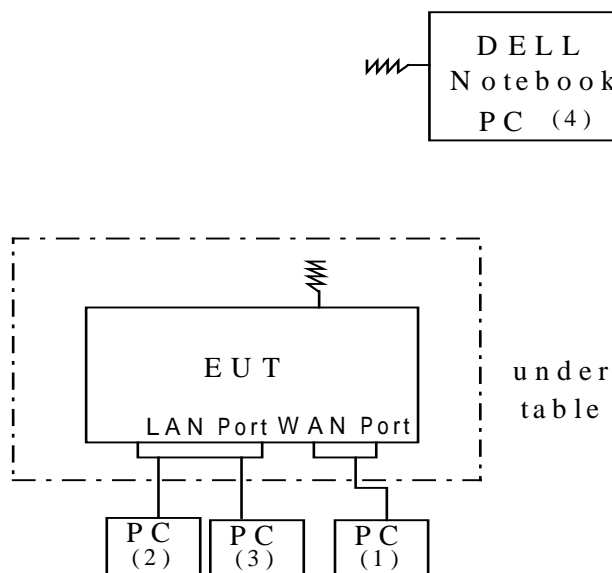 DELL
Notebook
PC (4)
EUT
under
table
LAN Port WAN Port
PC
(2)
PC
(3)
PC
(1)